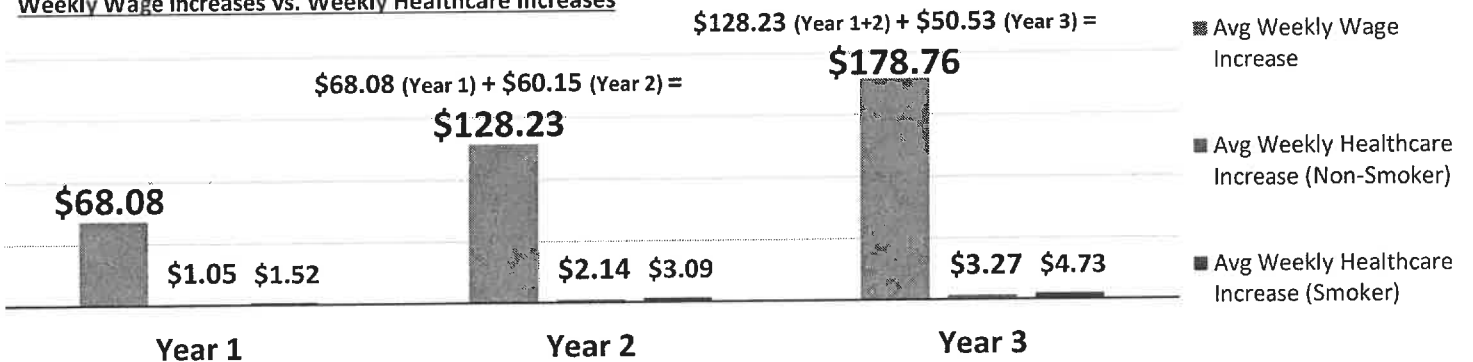 Weekly Wage Increases vs. Weekly Healthcare Increases
$128.23 (Year 1+2) + $50.53 (Year 3) =
$178.76
$68.08 (Year 1) + $60.15 (Year 2) =
$128.23
$68.08
$1.05 $1.52
$2.14 $3.09
$3.27 $4.73
Year 1
Year 2
Year 3
Avg Weekly Wage
Increase
Avg Weekly Healthcare
Increase (Non-Smoker)
Avg Weekly Healthcare
Increase (Smoker)